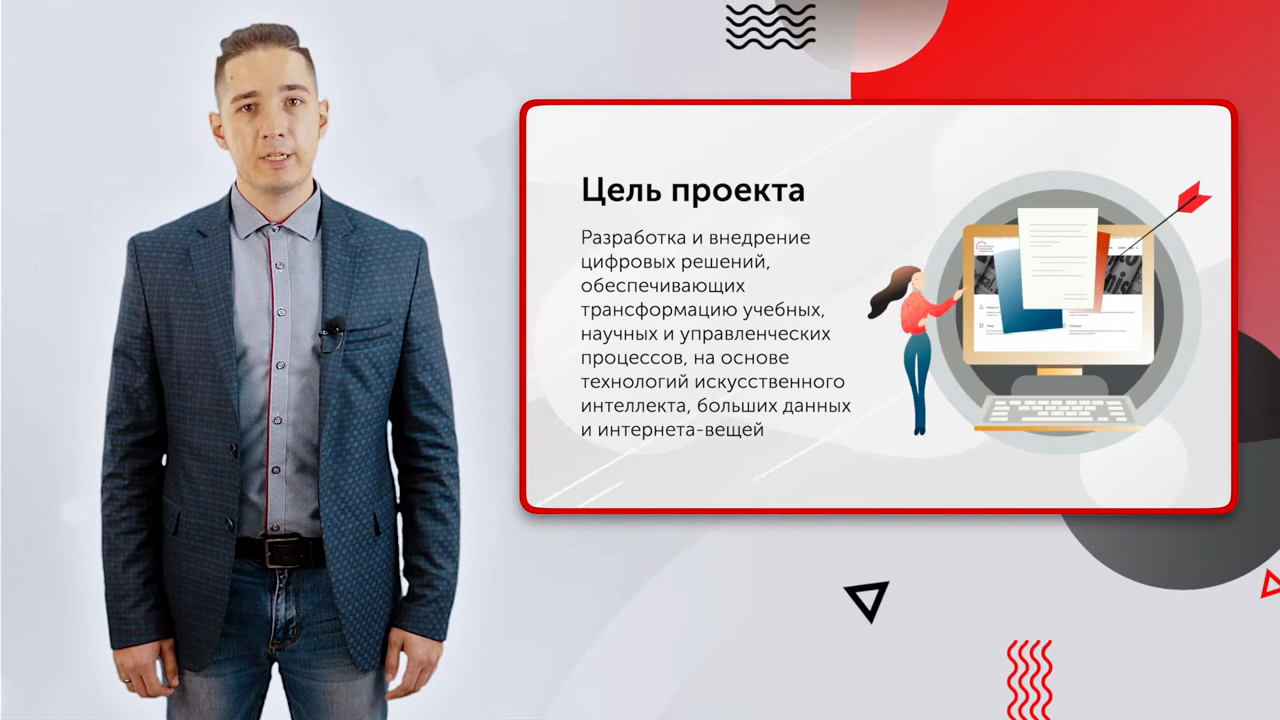 Цель проекта
Разработка и внедрение
цифровых решений,
обеспечивающих
трансформацию учебных,
научных и управленческих
процессов, на основе
технологий искусственного
интеллекта, больших данных
и интернета-вещей